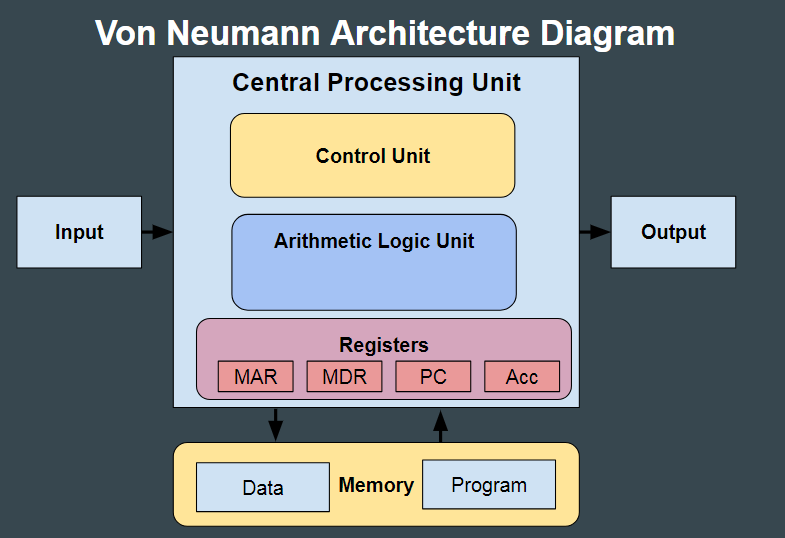 Von Neumann Architecture Diagram
Central Processing Unit
Control Unit
Input
Arithmetic Logic Unit
Output
Registers
MAR MDR PC Acc
Data Memory Program